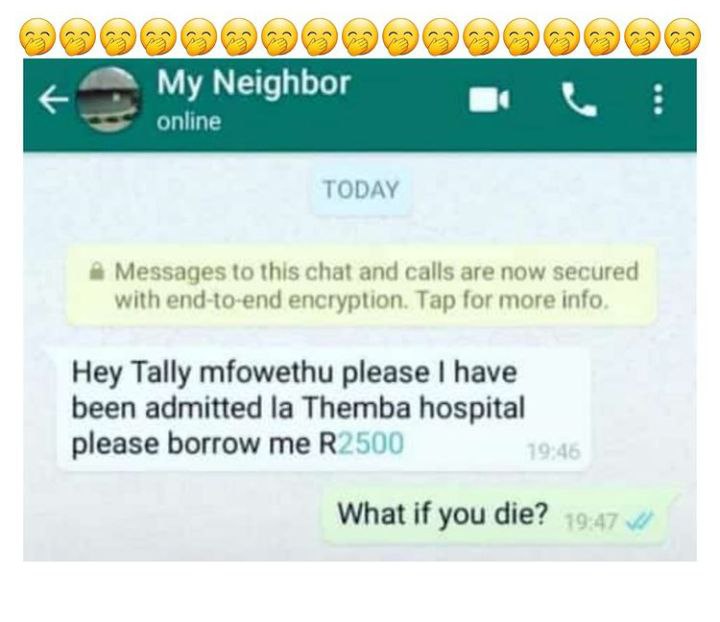 My Neighbor
online
TODAY
Messages to this chat and calls are now secured
with end-to-end encryption. Tap for more info.
Hey Tally mfowethu please I have
been admitted la Themba hospital
please borrow me R2500
19:46
What if you die? 19:47